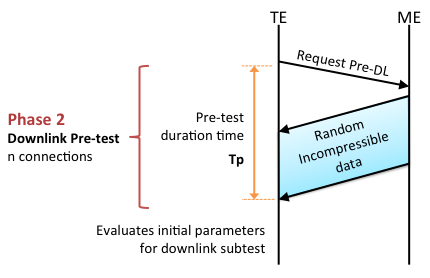 TE
ME
Request Pre-DL
Phase 2
Downlink Pre-test
n connections
Pre-test
duration time
Tp
Random
Incompressible
data
Evaluates initial parameters
for downlink subtest